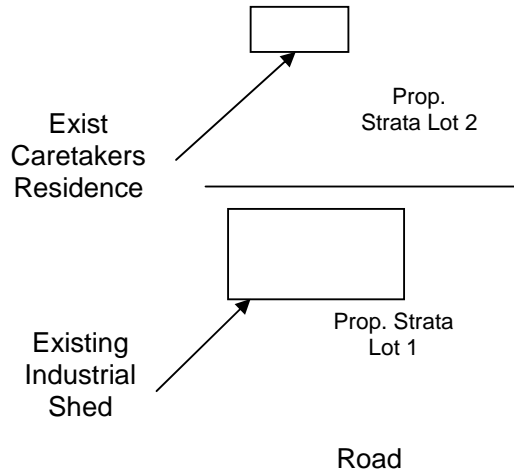 Prop.
Strata Lot 2
Exist
Caretakers
Residence
Prop. Strata
Lot 1
Existing
Industrial
Shed
Road